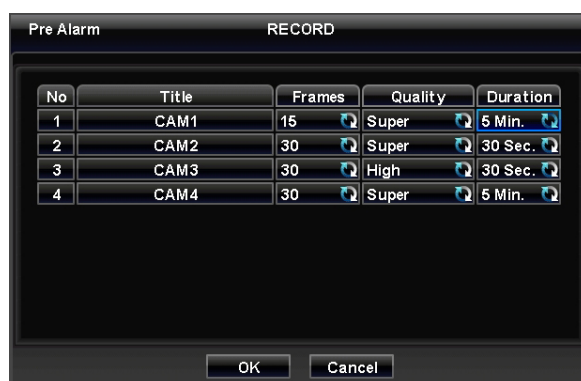 Pre Alarm RECORD
No Title Frames Quality Duration
1 CAM1 15 Super 5 Min.
2 CAM2 30 Super 30 Sec.
3 CAM3 30 High 30 Sec.
4 CAM4 30 Super 5 Min.
OK Cancel